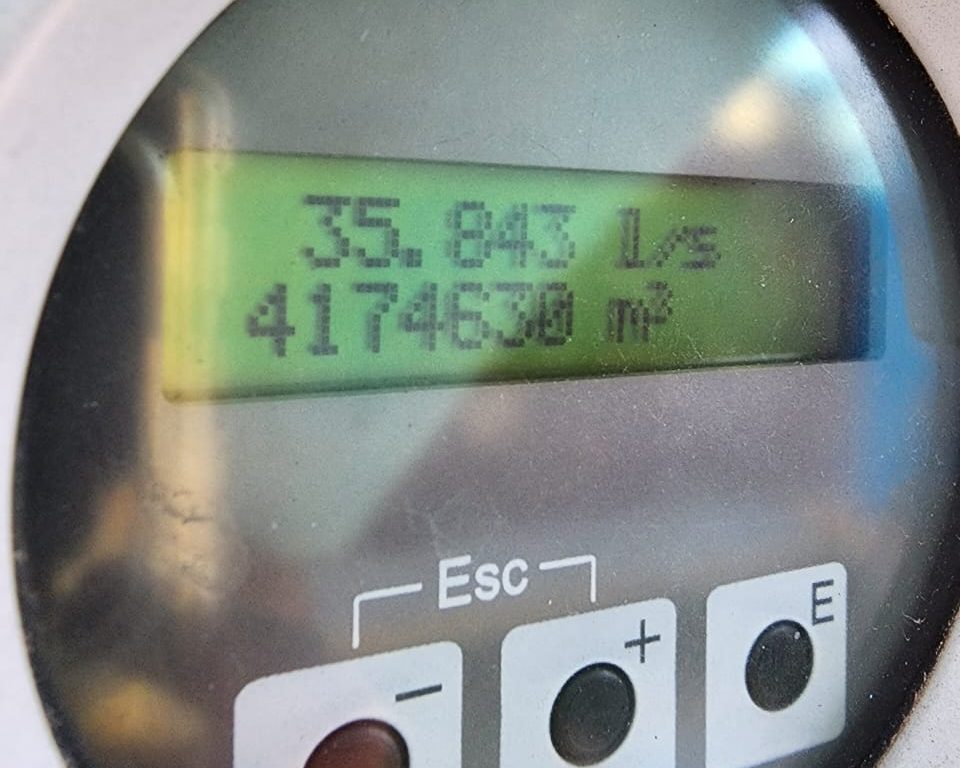 35.843 l/s
4174630 m³
Esc
- + E